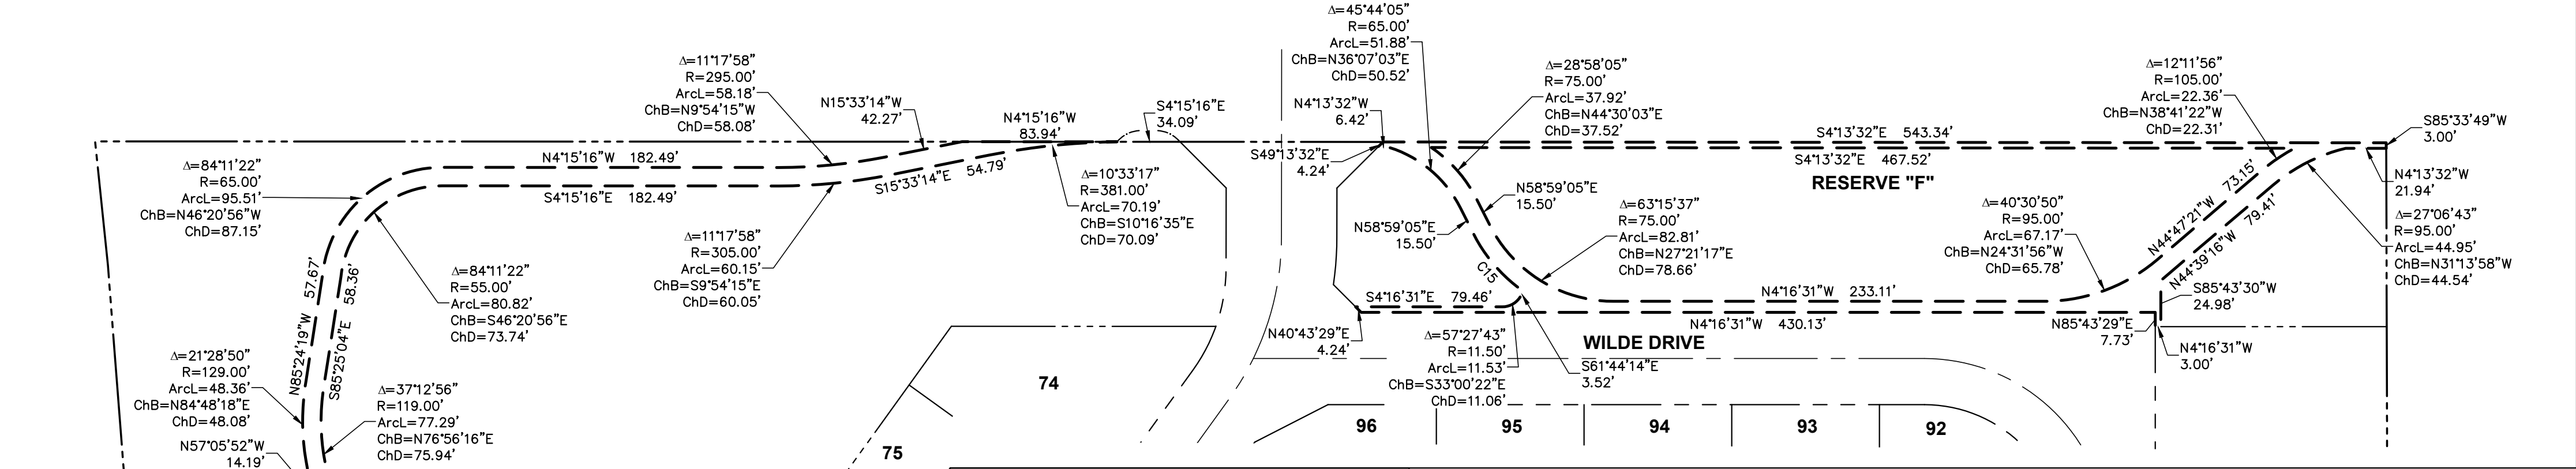 Δ=45°44'05"
R=65.00'
ArcL=51.88'
ChB=N36°07'03"E
ChD=50.52'
Δ=11°17'58"
R=295.00'
ArcL=58.18'
ChB=N9°54'15"W
ChD=58.08'
N15°33'14"W
42.27'
N4°15'16"W
83.94'
S4°15'16"E
34.09'
N4°13'32"W
6.42'
Δ=28°58'05"
R=75.00'
ArcL=37.92'
ChB=N44°30'03"E
ChD=37.52'
Δ=12°11'56"
R=105.00'
ArcL=22.36'
ChB=N38°41'22"W
ChD=22.31'
S85°33'49"W
3.00'
S4°13'32"E 543.34'
S4°13'32"E 467.52'
RESERVE "F"
S49°13'32"E
4.24'
N4°15'16"W 182.49'
S4°15'16"E 182.49'
S15°33'14"E 54.79'
Δ=84°11'22"
R=65.00'
ArcL=95.51'
ChB=N46°20'56"W
ChD=87.15'
Δ=10°33'17"
R=381.00'
ArcL=70.19'
ChB=S10°16'35"E
ChD=70.09'
N58°59'05"E
15.50'
N58°59'05"E
15.50'
Δ=63°15'37"
R=75.00'
ArcL=82.81'
ChB=N27°21'17"E
ChD=78.66'
N44°47'21"W 73.15'
N44°39'16"W 79.41'
N4°13'32"W
21.94'
Δ=40°30'50"
R=95.00'
ArcL=67.17'
ChB=N24°31'56"W
ChD=65.78'
Δ=27°06'43"
R=95.00'
ArcL=44.95'
ChB=N31°13'58"W
ChD=44.54'
Δ=11°17'58"
R=305.00'
ArcL=60.15'
ChB=S9°54'15"E
ChD=60.05'
Δ=84°11'22"
R=55.00'
ArcL=80.82'
ChB=S46°20'56"E
ChD=73.74'
N85°24'19"W 57.67'
S85°25'04"E 58.36'
C15
S4°16'31"E 79.46'
N4°16'31"W 233.11'
N4°16'31"W 430.13'
S85°43'30"W
24.98'
N85°43'29"E
7.73'
N4°16'31"W
3.00'
N40°43'29"E
4.24'
WILDE DRIVE
Δ=57°27'43"
R=11.50'
ArcL=11.53'
ChB=S33°00'22"E
ChD=11.06'
S61°44'14"E
3.52'
Δ=21°28'50"
R=129.00'
ArcL=48.36'
ChB=N84°48'18"E
ChD=48.08'
Δ=37°12'56"
R=119.00'
ArcL=77.29'
ChB=N76°56'16"E
ChD=75.94'
N57°05'52"W
14.19'
74
75
96
95
94
93
92